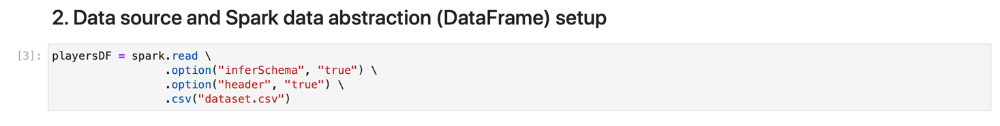 2. Data source and Spark data abstraction (DataFrame) setup
[3]: playersDF = spark.read \
.option("inferSchema", "true") \
.option("header", "true") \
.csv("dataset.csv")